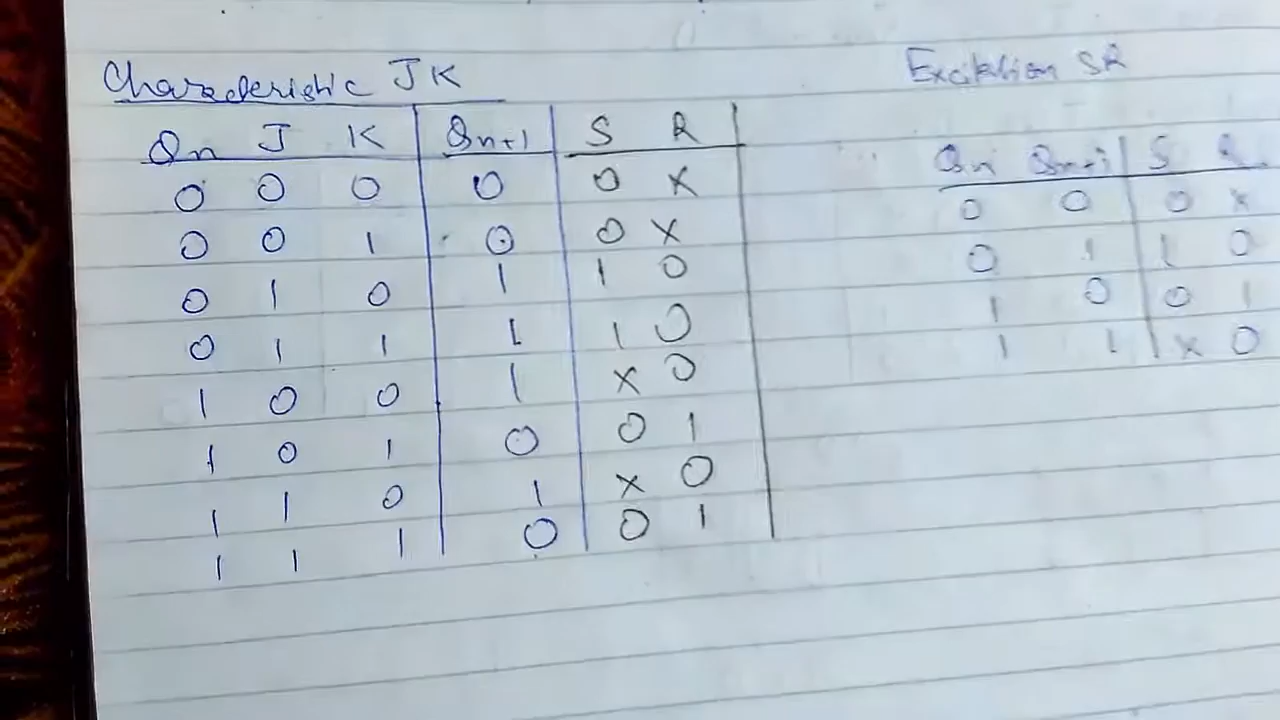 Characteristic JK
Qn J K Qn+1 S R
0 0 0 0 0 X
0 0 1 0 0 X
0 1 0 1 1 0
0 1 1 1 1 0
1 0 0 1 X 0
1 0 1 0 0 1
1 1 0 1 X 0
1 1 1 0 0 1
Excitation SR
Qn Qn+1 S R
0 0 0 X
0 1 1 0
1 0 0 1
1 1 X 0